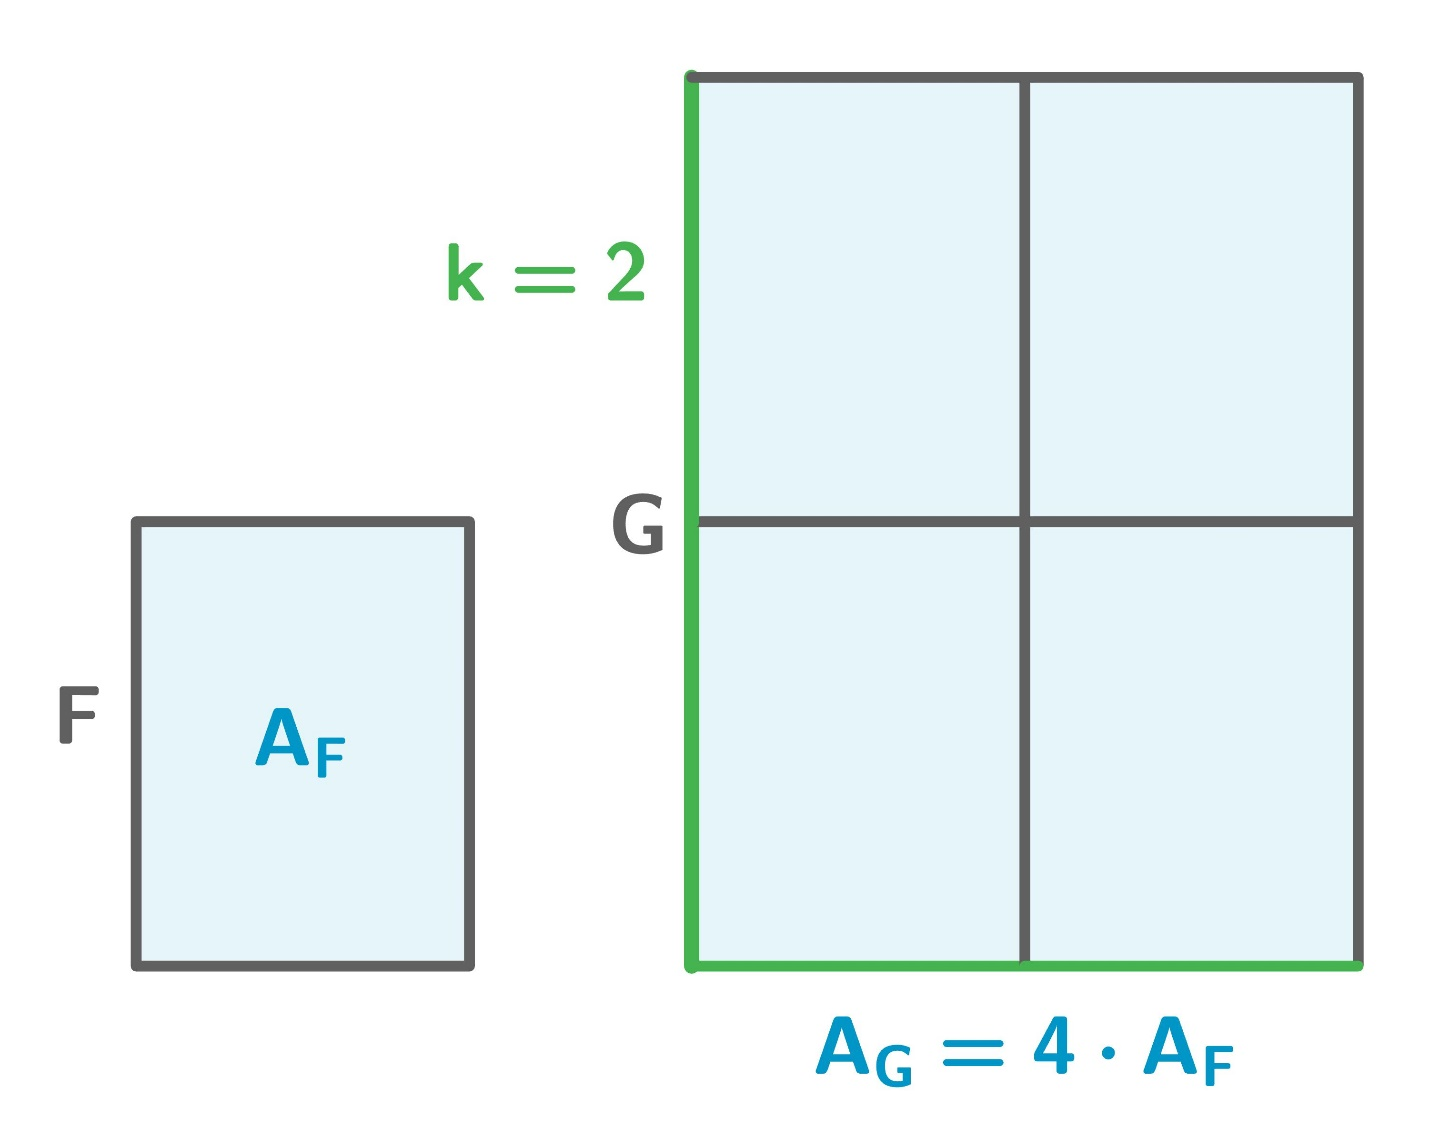 k = 2
G
F
A_F
A_G = 4 · A_F